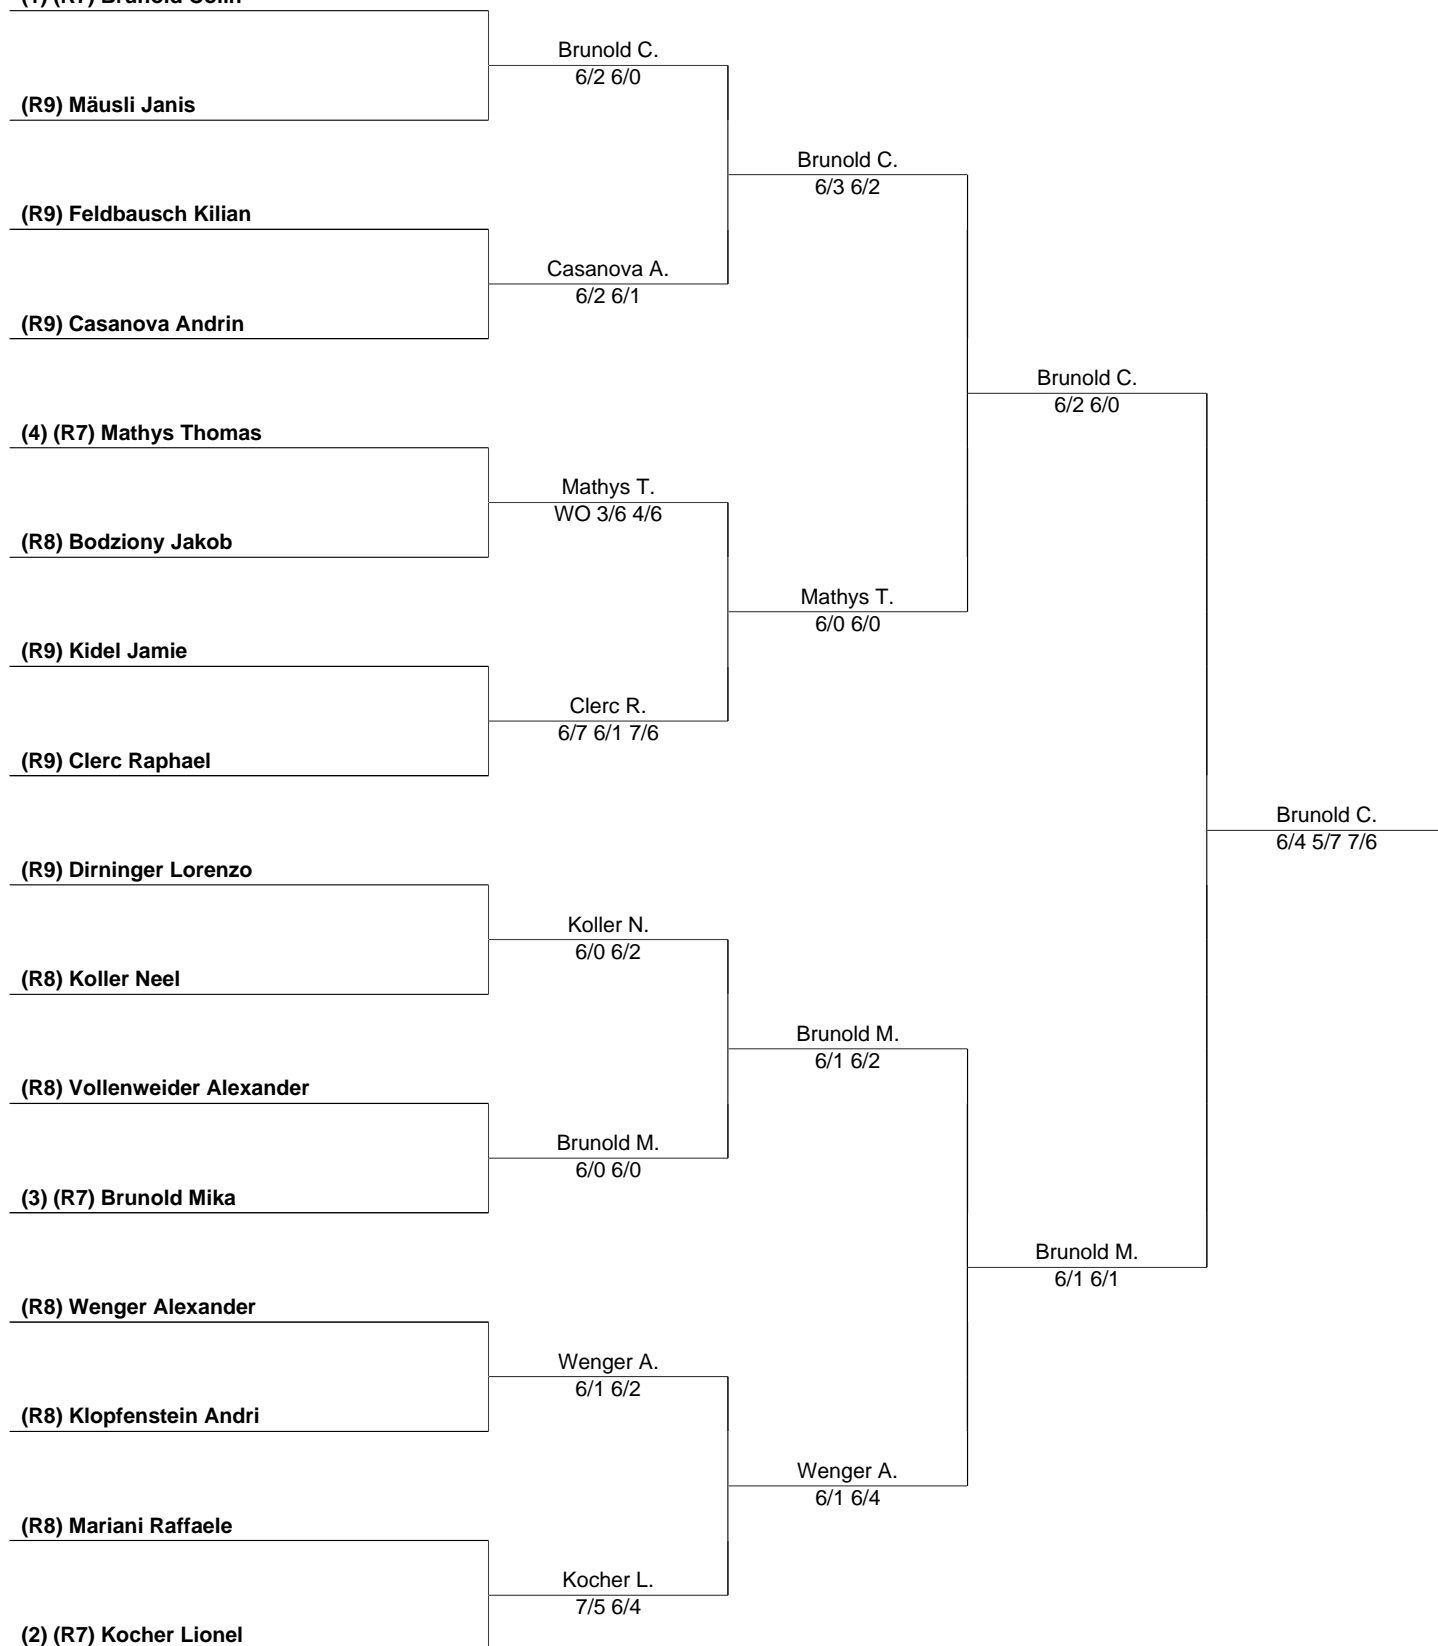 (1) (R7) Brunold Colin
Brunold C.
6/2 6/0
(R9) Mäusli Janis
Brunold C.
6/3 6/2
(R9) Feldbausch Kilian
Casanova A.
6/2 6/1
(R9) Casanova Andrin
Brunold C.
6/2 6/0
(4) (R7) Mathys Thomas
Mathys T.
WO 3/6 4/6
(R8) Bodziony Jakob
Mathys T.
6/0 6/0
(R9) Kidel Jamie
Clerc R.
6/7 6/1 7/6
(R9) Clerc Raphael
Brunold C.
6/4 5/7 7/6
(R9) Dirninger Lorenzo
Koller N.
6/0 6/2
(R8) Koller Neel
Brunold M.
6/1 6/2
(R8) Vollenweider Alexander
Brunold M.
6/0 6/0
(3) (R7) Brunold Mika
Brunold M.
6/1 6/1
(R8) Wenger Alexander
Wenger A.
6/1 6/2
(R8) Klopfenstein Andri
Wenger A.
6/1 6/4
(R8) Mariani Raffaele
Kocher L.
7/5 6/4
(2) (R7) Kocher Lionel